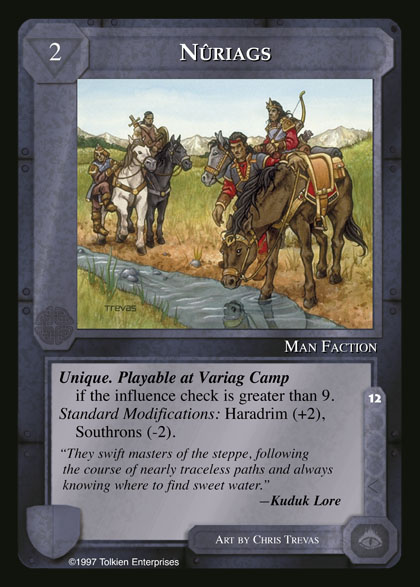 2
NÛRIAGS
TREVAS
MAN FACTION
Unique. Playable at Variag Camp
if the influence check is greater than 9.
Standard Modifications: Haradrim (+2),
Southrons (-2).
12
“They swift masters of the steppe, following
the course of nearly traceless paths and always
knowing where to find sweet water.”
—Kuduk Lore
ART BY CHRIS TREVAS
©1997 Tolkien Enterprises